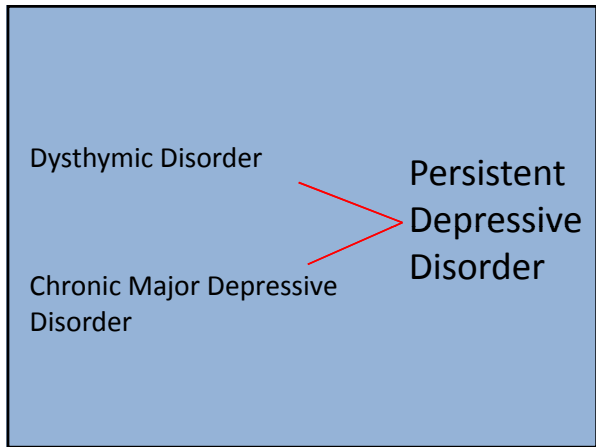 Dysthymic Disorder
Chronic Major Depressive
Disorder
Persistent
Depressive
Disorder